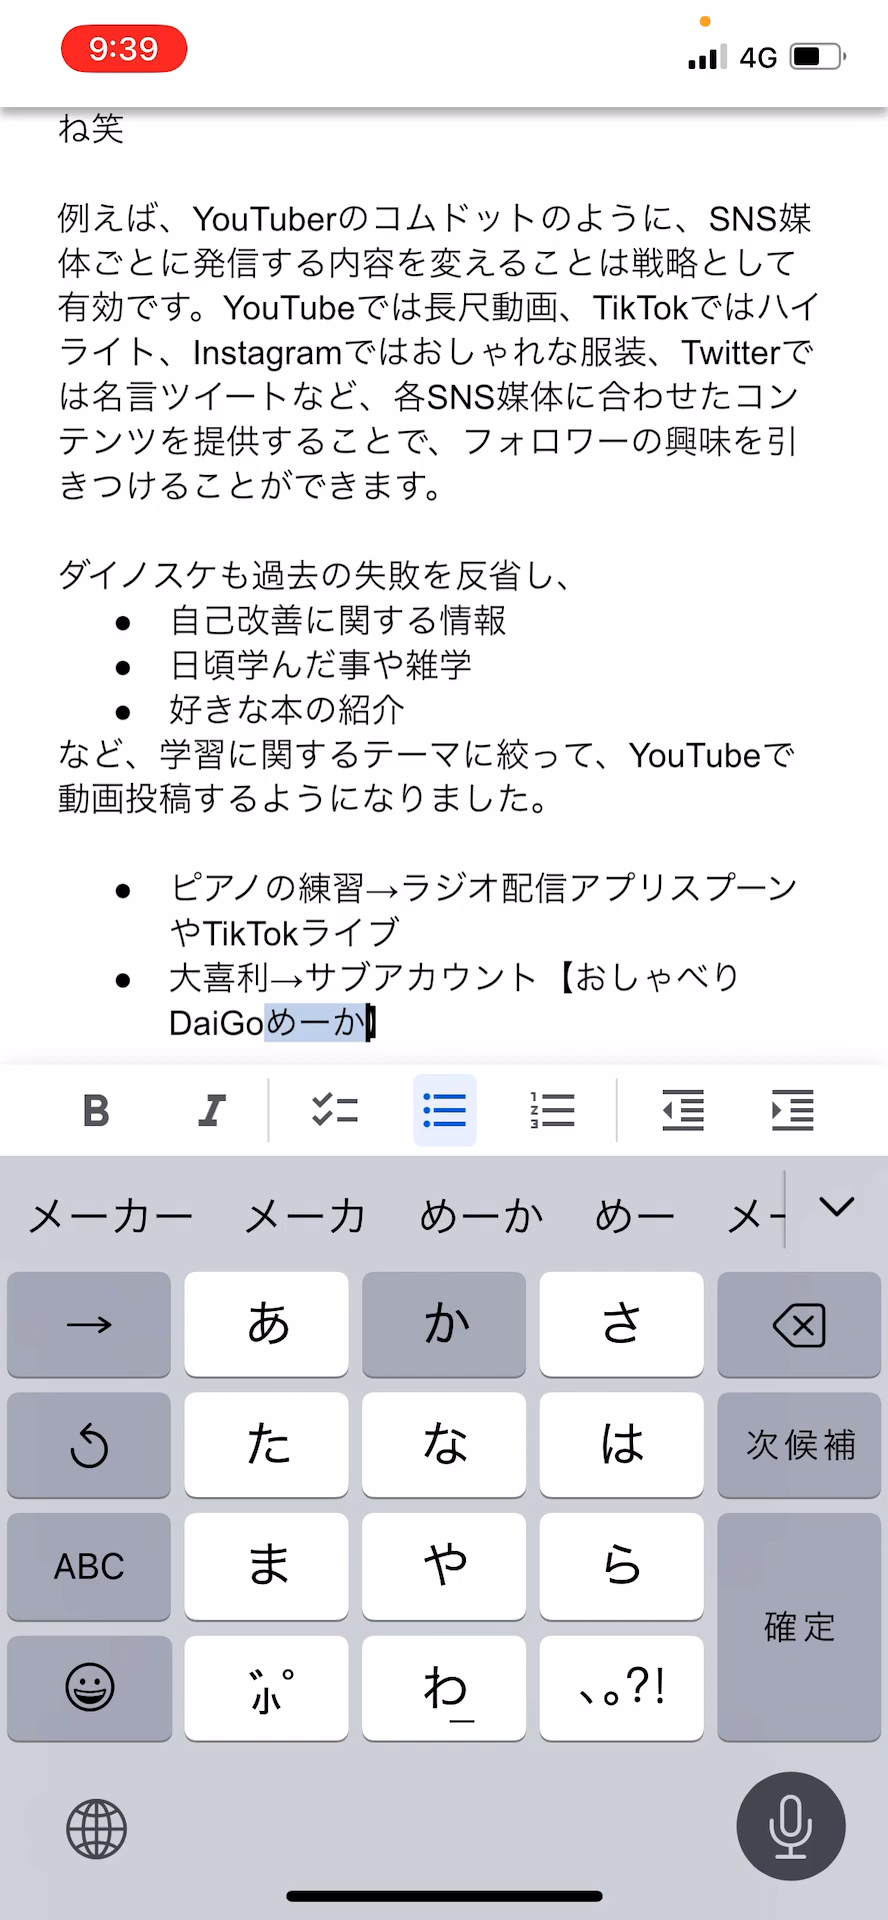 9:39
4G
ね笑
例えば、YouTuberのコムドットのように、SNS媒
体ごとに発信する内容を変えることは戦略として
有効です。YouTubeでは長尺動画、TikTokではハイ
ライト、Instagramではおしゃれな服装、Twitterで
は名言ツイートなど、各SNS媒体に合わせたコン
テンツを提供することで、フォロワーの興味を引
きつけることができます。
ダイノスケも過去の失敗を反省し、
● 自己改善に関する情報
● 日頃学んだ事や雑学
● 好きな本の紹介
など、学習に関するテーマに絞って、YouTubeで
動画投稿するようになりました。
● ピアノの練習→ラジオ配信アプリスプーン
やTikTokライブ
● 大喜利→サブアカウント【おしゃべり
DaiGoめーか】
B I
メーカー メーカ めーか めー メー
→ あ か さ
た な は 次候補
ABC ま や ら 確定
゛゜小 わ_ 、。?!